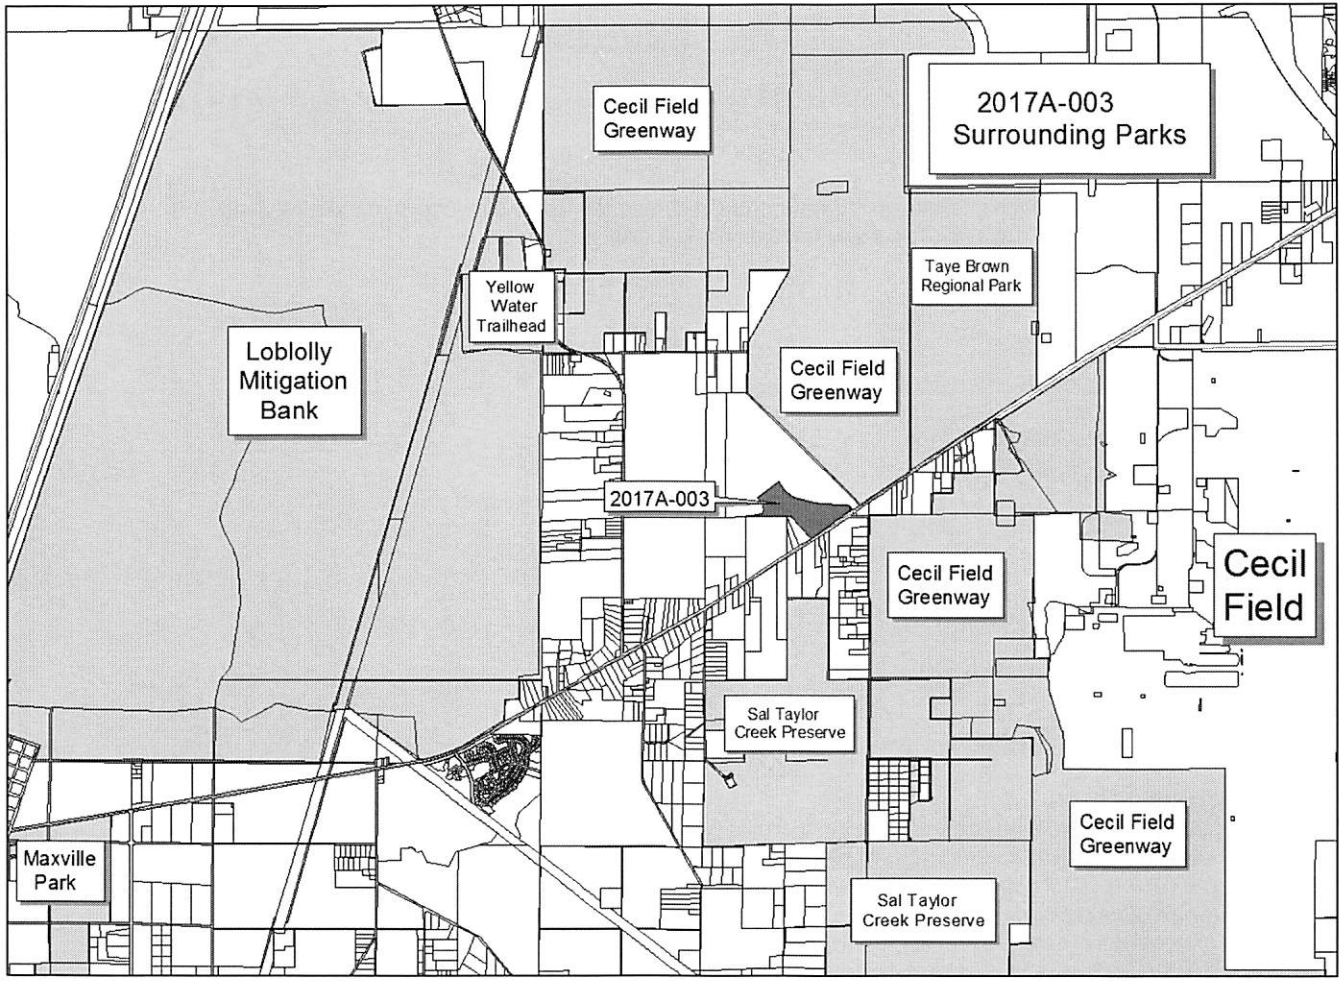 2017A-003
Surrounding Parks
Cecil Field
Greenway
Taye Brown
Regional Park
Yellow
Water
Trailhead
Loblolly
Mitigation
Bank
Cecil Field
Greenway
2017A-003
Cecil Field
Greenway
Cecil
Field
Sal Taylor
Creek Preserve
Cecil Field
Greenway
Maxville
Park
Sal Taylor
Creek Preserve